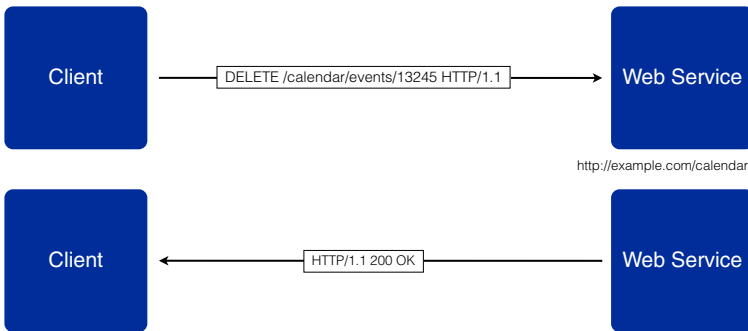 Client
DELETE /calendar/events/13245 HTTP/1.1
Web Service
http://example.com/calendar
Client
HTTP/1.1 200 OK
Web Service